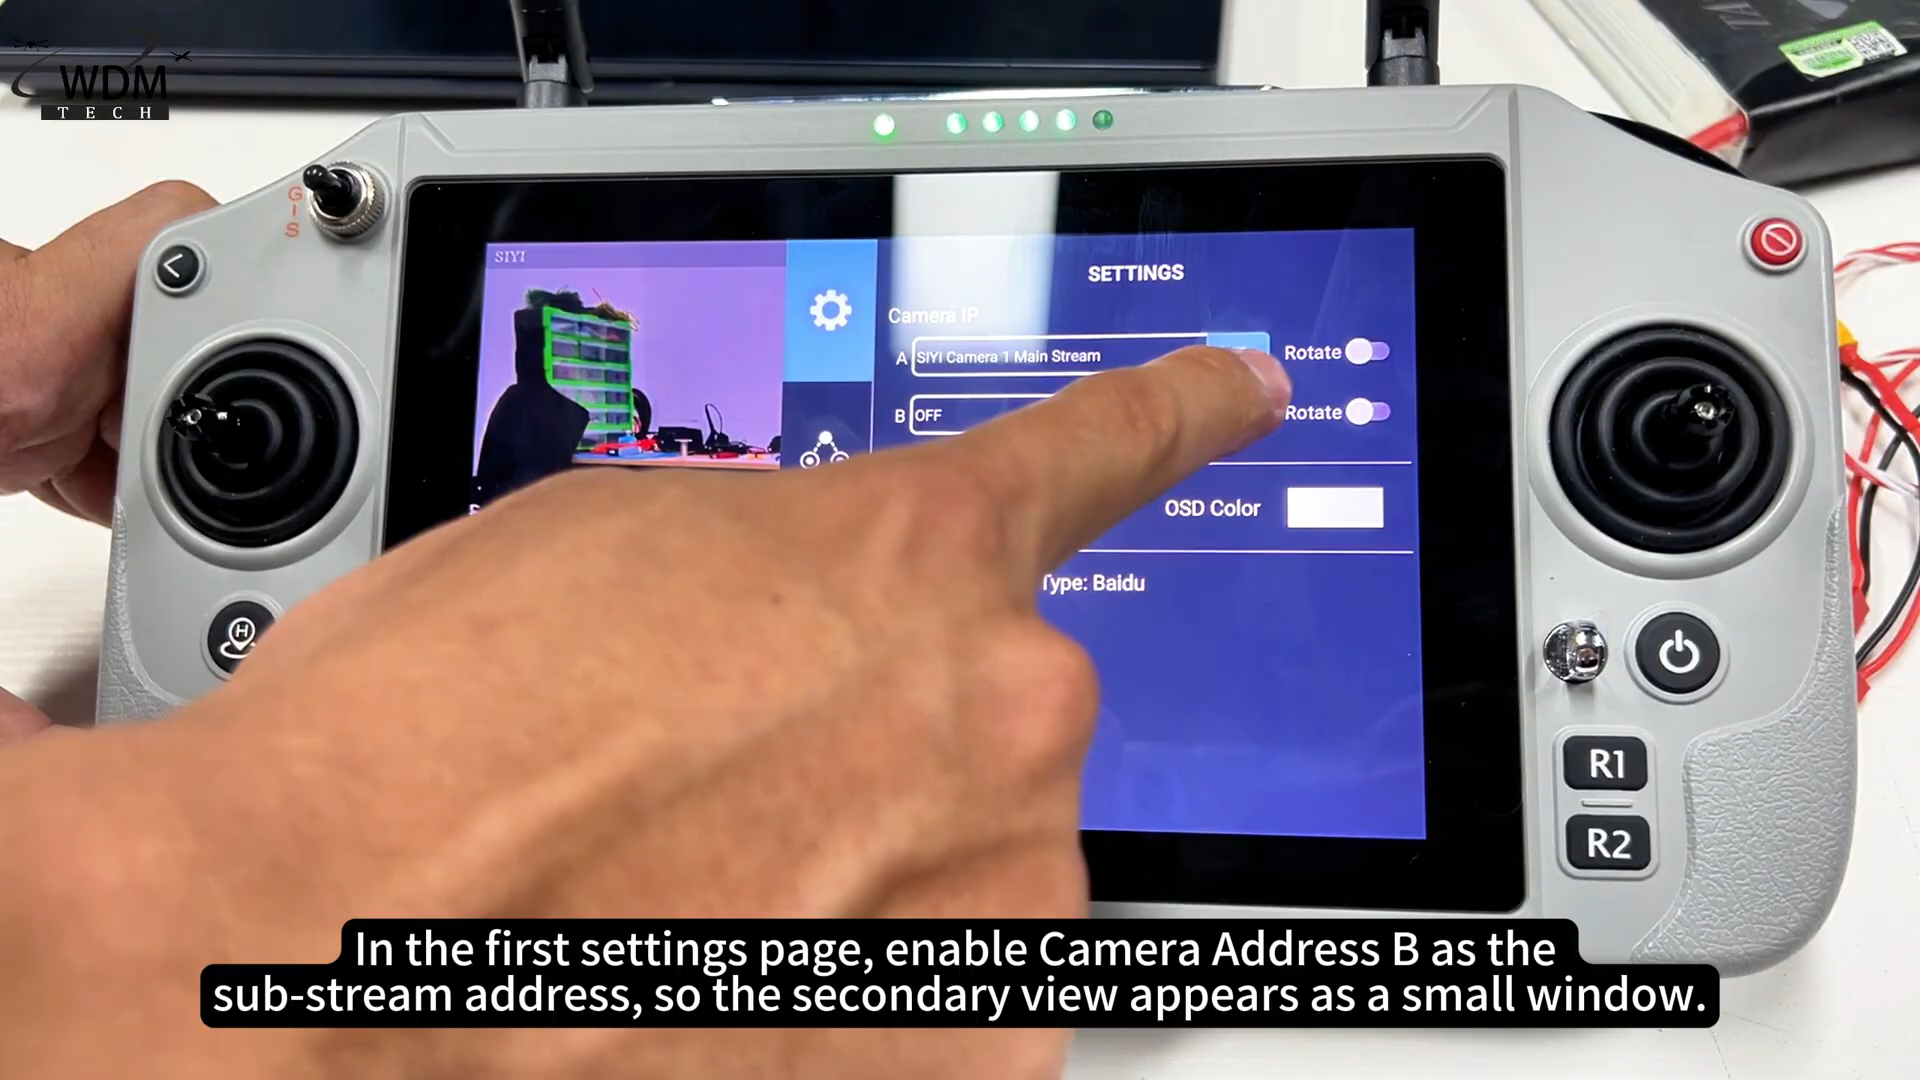 WDM
TECH
G
I
S
SIYI
SETTINGS
Camera IP
A SIYI Camera 1 Main Stream
Rotate
B OFF
Rotate
OSD Color
Type: Baidu
H
R1
R2
In the first settings page, enable Camera Address B as the
sub-stream address, so the secondary view appears as a small window.